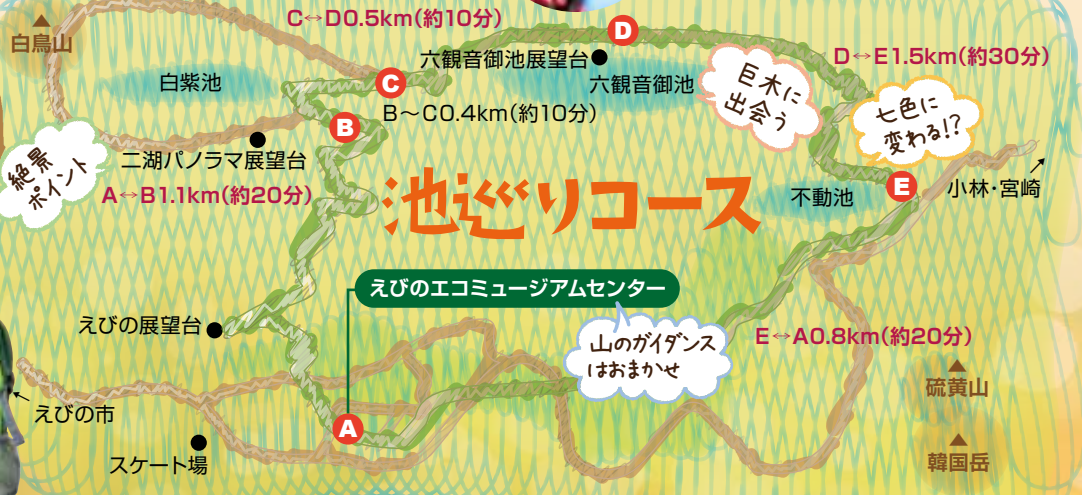 C↔D0.5km(約10分)
D
白鳥山
六観音御池展望台
D↔E1.5km(約30分)
白紫池
C
六観音御池
巨木に
出会う
B～C0.4km(約10分)
七色に
変わる!?
B
絶景
ポイント
二湖パノラマ展望台
A↔B1.1km(約20分)
池巡りコース
不動池
E
小林・宮崎
えびのエコミュージアムセンター
えびの展望台
山のガイダンス
はおまかせ
E↔A0.8km(約20分)
硫黄山
えびの市
A
スケート場
韓国岳